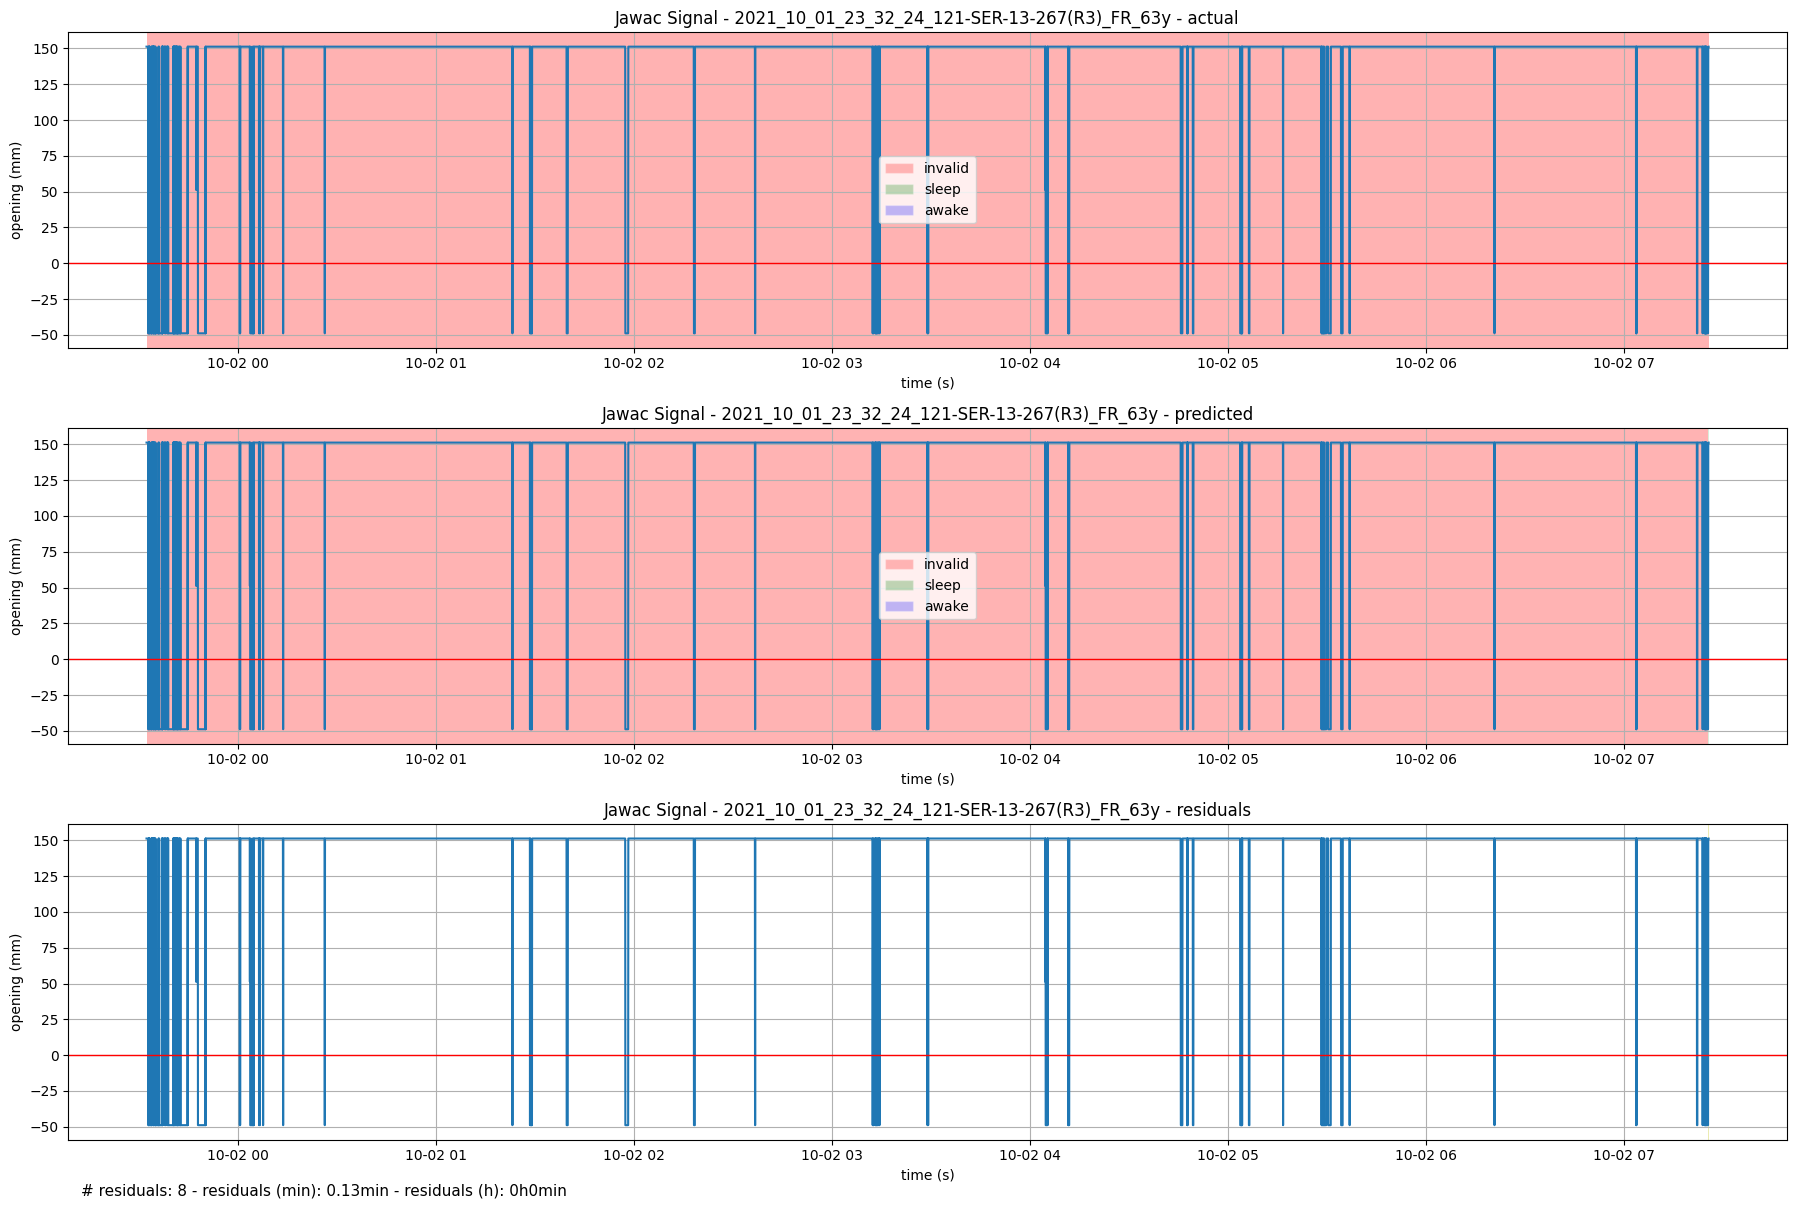 Jawac Signal - 2021_10_01_23_32_24_121-SER-13-267(R3)_FR_63y - actual
150
125
100
75
50
25
0
−25
−50
opening (mm)
invalid
sleep
awake
10-02 00 10-02 01 10-02 02 10-02 03 10-02 04 10-02 05 10-02 06 10-02 07
time (s)
Jawac Signal - 2021_10_01_23_32_24_121-SER-13-267(R3)_FR_63y - predicted
150
125
100
75
50
25
0
−25
−50
opening (mm)
invalid
sleep
awake
10-02 00 10-02 01 10-02 02 10-02 03 10-02 04 10-02 05 10-02 06 10-02 07
time (s)
Jawac Signal - 2021_10_01_23_32_24_121-SER-13-267(R3)_FR_63y - residuals
150
125
100
75
50
25
0
−25
−50
opening (mm)
10-02 00 10-02 01 10-02 02 10-02 03 10-02 04 10-02 05 10-02 06 10-02 07
time (s)
# residuals: 8 - residuals (min): 0.13min - residuals (h): 0h0min